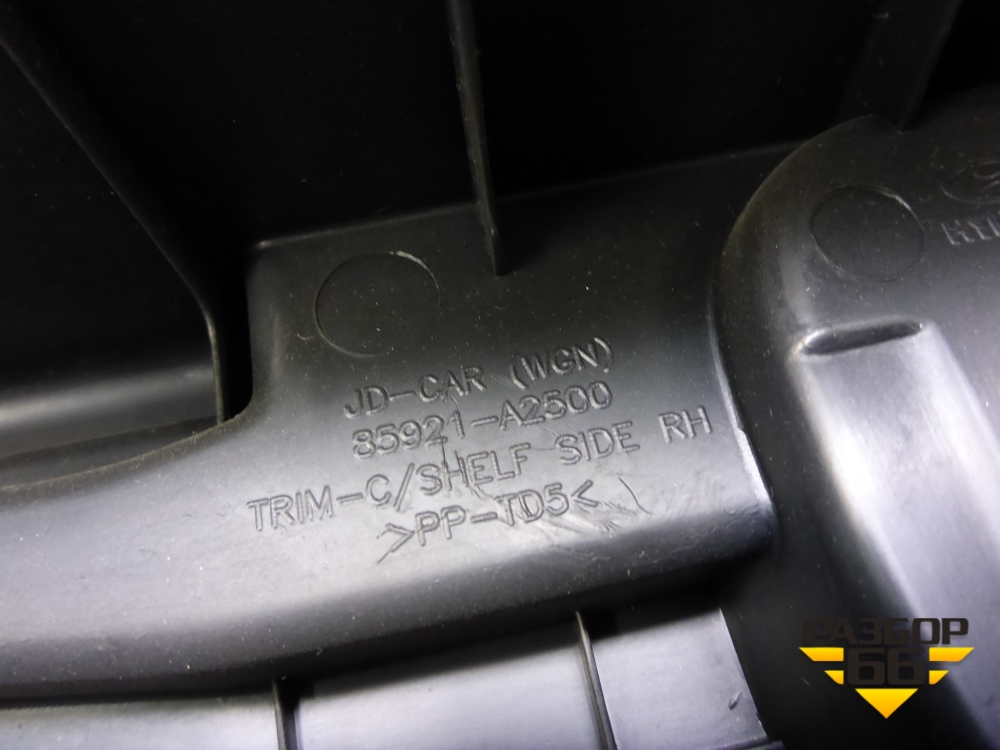 JD-CAR (WGN)
85921-A2500
TRIM-C/SHELF SIDE RH
>PP-TD5<
РАЗБОР
66